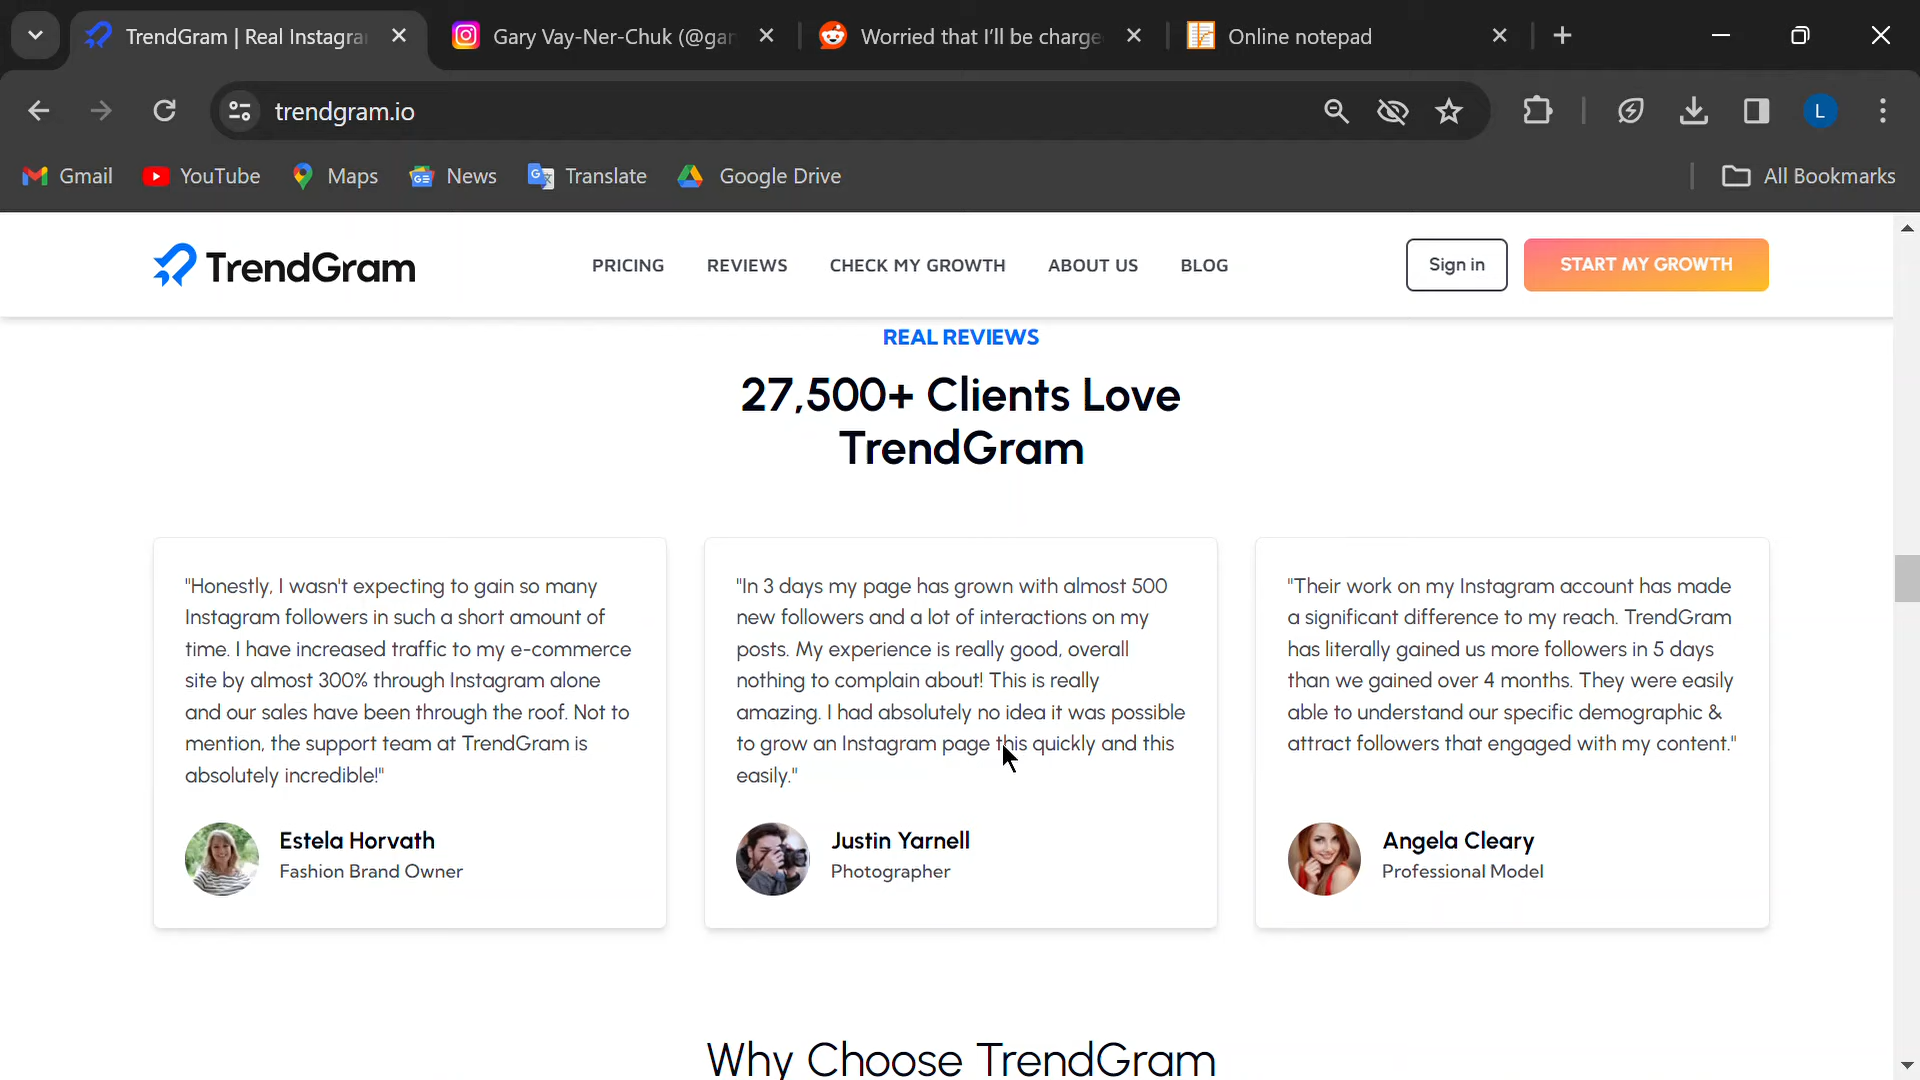 TrendGram | Real Instagra
Gary Vay-Ner-Chuk (@gar
Worried that I'll be charge
Online notepad
trendgram.io
L
Gmail
YouTube
Maps
News
Translate
Google Drive
All Bookmarks
TrendGram
PRICING
REVIEWS
CHECK MY GROWTH
ABOUT US
BLOG
Sign in
START MY GROWTH
REAL REVIEWS
27,500+ Clients Love
TrendGram
"Honestly, I wasn't expecting to gain so many
Instagram followers in such a short amount of
time. I have increased traffic to my e-commerce
site by almost 300% through Instagram alone
and our sales have been through the roof. Not to
mention, the support team at TrendGram is
absolutely incredible!"
Estela Horvath
Fashion Brand Owner
"In 3 days my page has grown with almost 500
new followers and a lot of interactions on my
posts. My experience is really good, overall
nothing to complain about! This is really
amazing. I had absolutely no idea it was possible
to grow an Instagram page this quickly and this
easily."
Justin Yarnell
Photographer
"Their work on my Instagram account has made
a significant difference to my reach. TrendGram
has literally gained us more followers in 5 days
than we gained over 4 months. They were easily
able to understand our specific demographic &
attract followers that engaged with my content."
Angela Cleary
Professional Model
Why Choose TrendGram